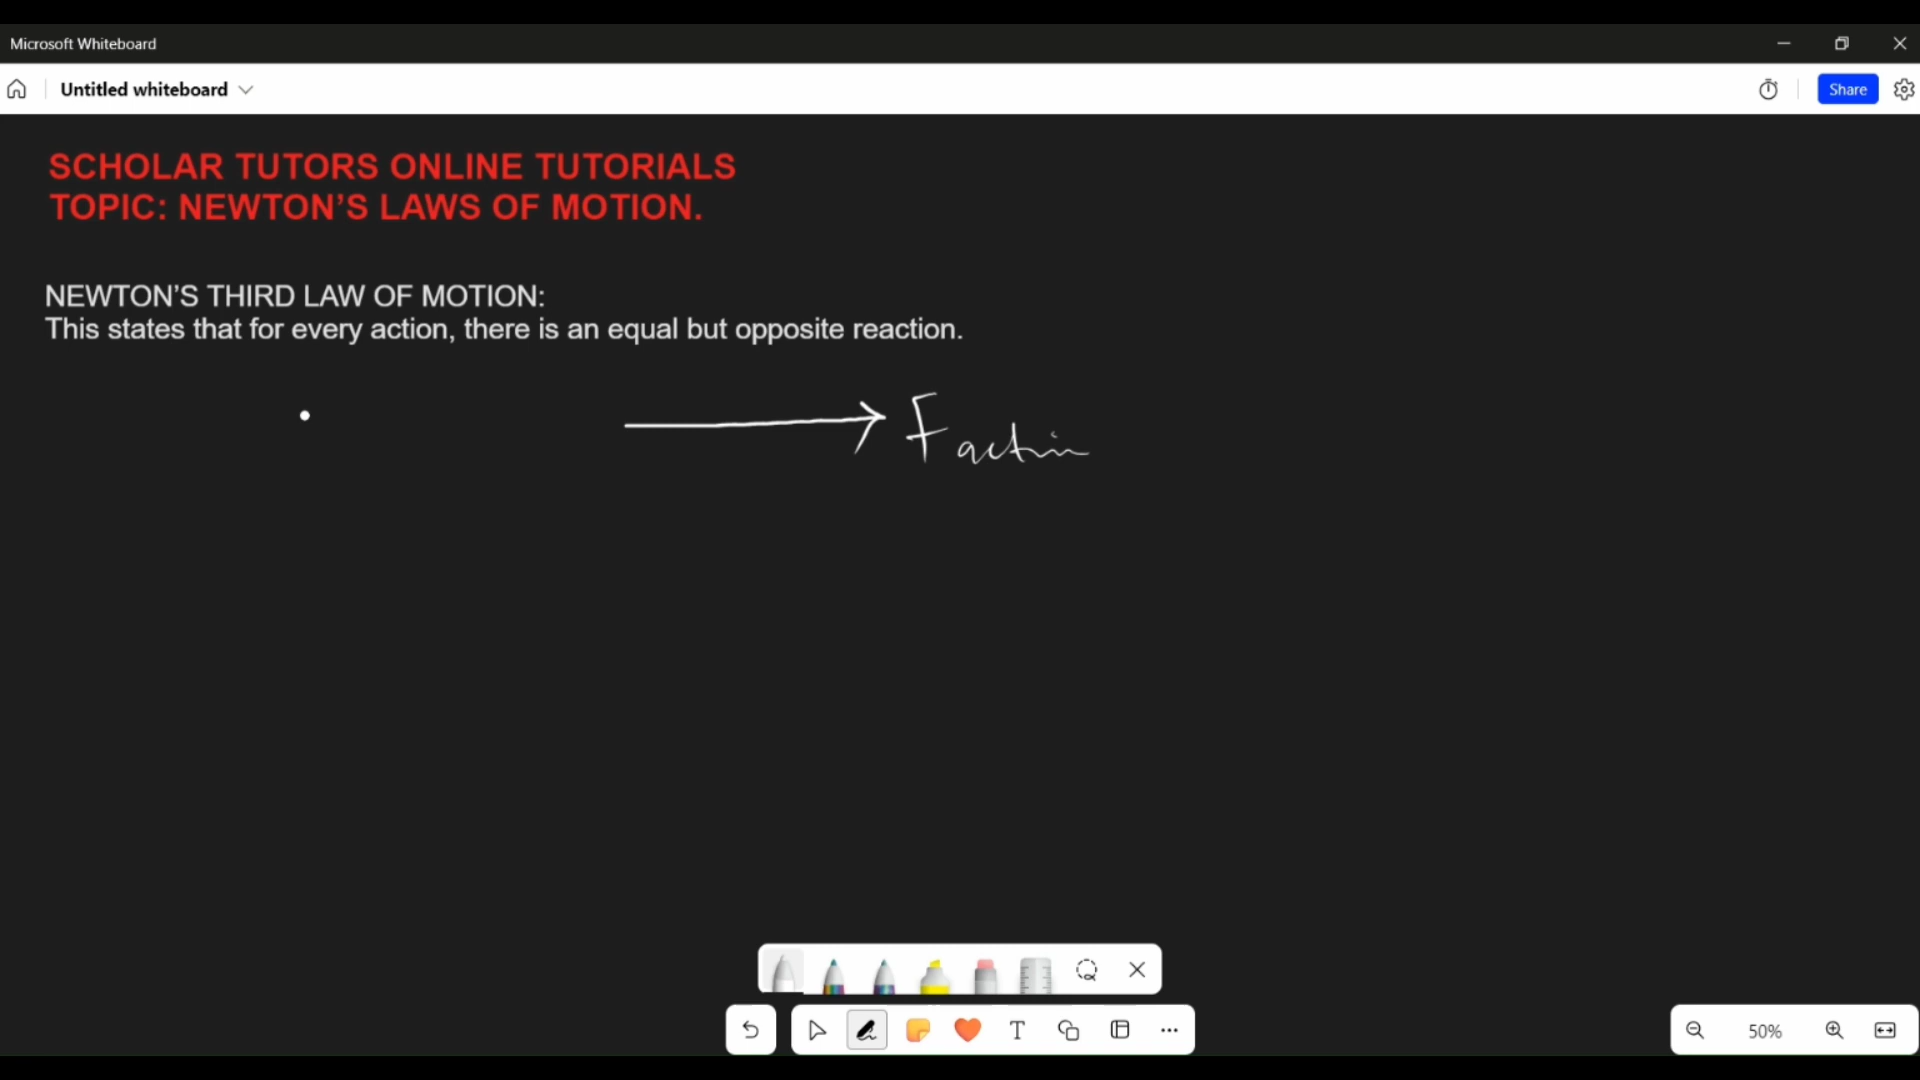 Microsoft Whiteboard
Untitled whiteboard
Share
SCHOLAR TUTORS ONLINE TUTORIALS
TOPIC: NEWTON’S LAWS OF MOTION.
NEWTON’S THIRD LAW OF MOTION:
This states that for every action, there is an equal but opposite reaction.
F action
50%